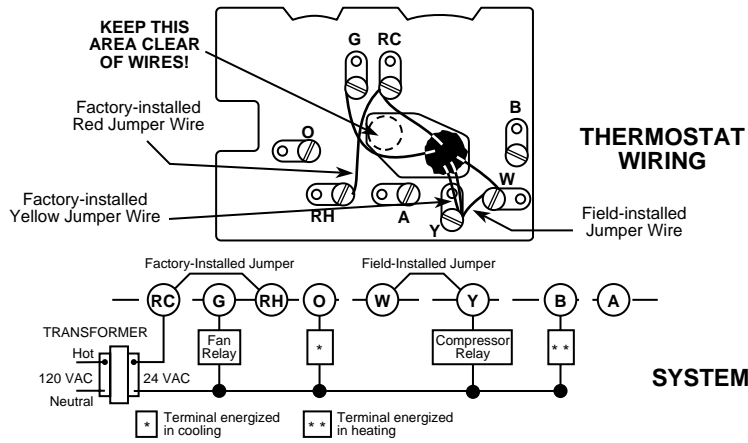 KEEP THIS
AREA CLEAR
OF WIRES!
G RC
Factory-installed
Red Jumper Wire
O
B
THERMOSTAT
WIRING
Factory-installed
Yellow Jumper Wire
RH
A
Y
W
Field-installed
Jumper Wire
Factory-Installed Jumper
Field-Installed Jumper
RC G RH O W Y B A
TRANSFORMER
Hot
120 VAC
24 VAC
Neutral
Fan
Relay
*
Compressor
Relay
* *
SYSTEM
* Terminal energized
in cooling
* * Terminal energized
in heating